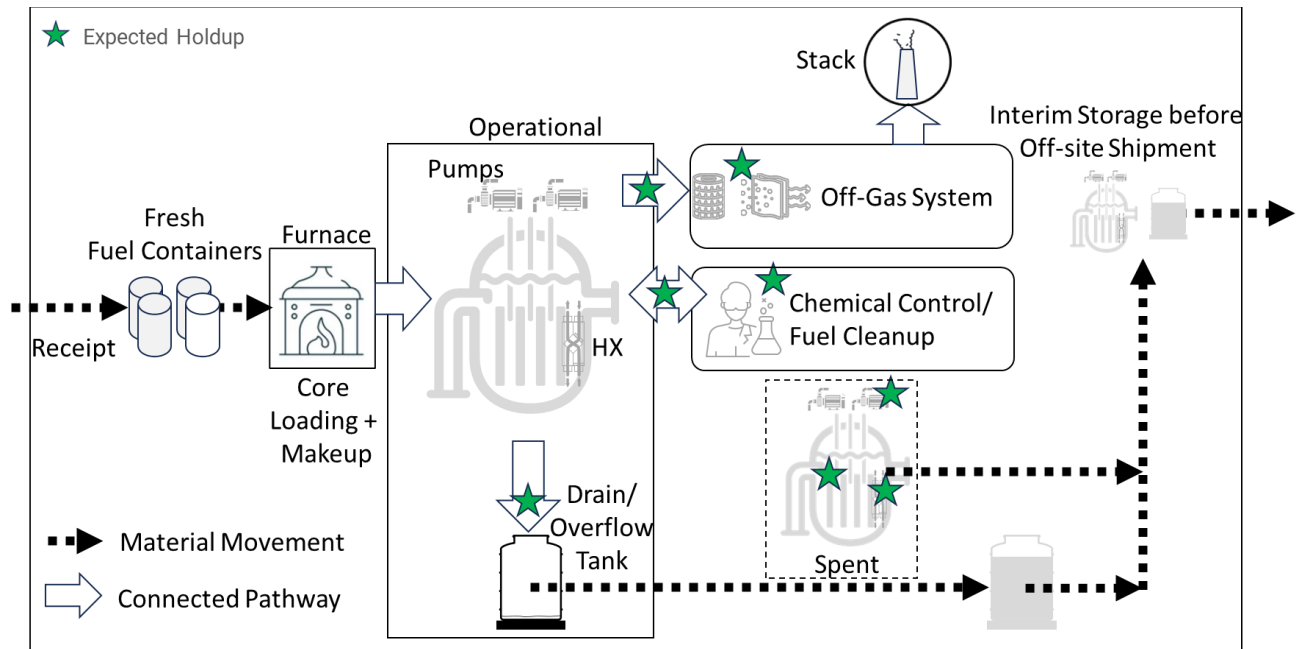 Expected Holdup
Stack
Interim Storage before
Off-site Shipment
Operational
Pumps
Off-Gas System
Fresh
Fuel Containers
Furnace
Chemical Control/
Fuel Cleanup
Receipt
HX
Core
Loading +
Makeup
Drain/
Overflow
Tank
Material Movement
Spent
Connected Pathway